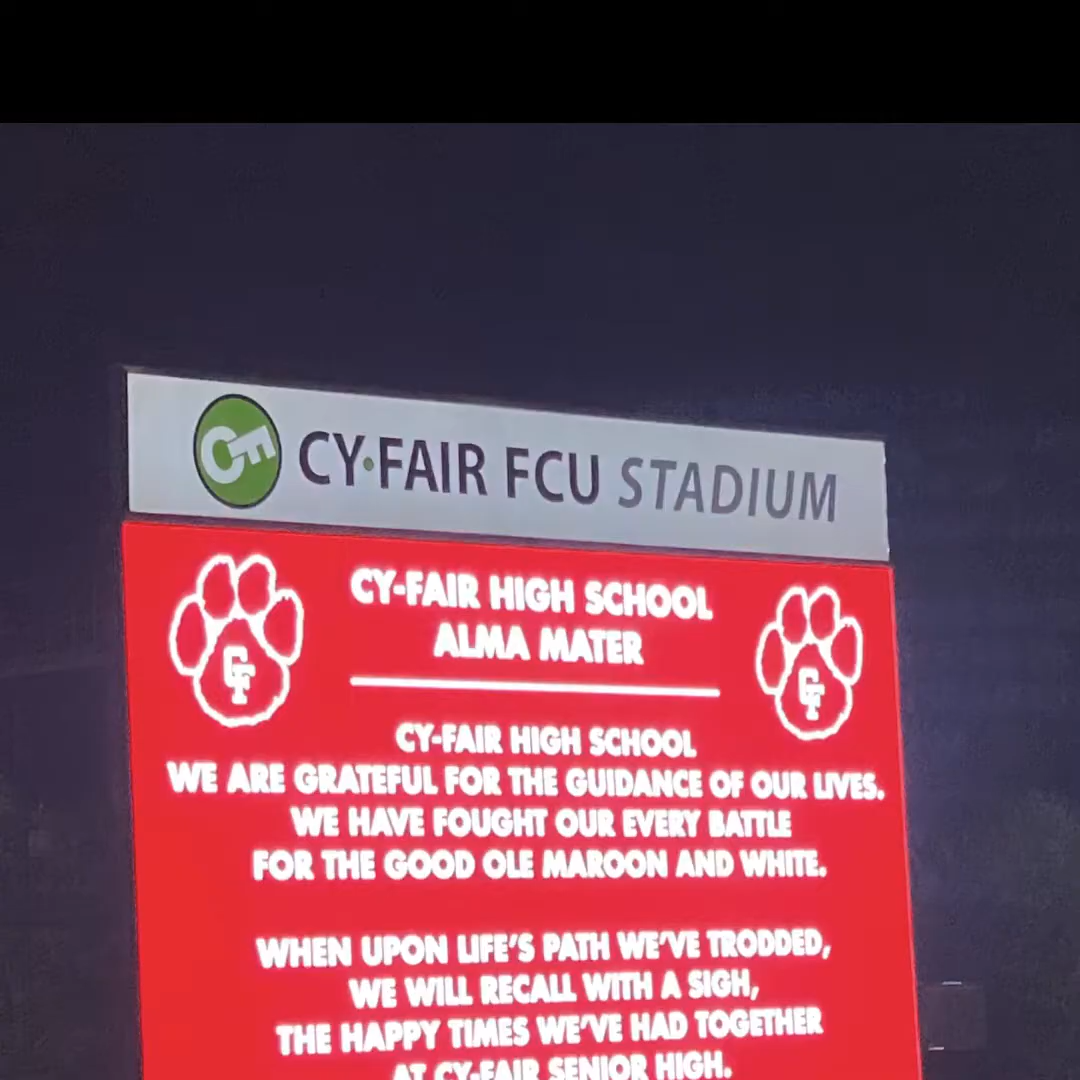 CF CY·FAIR FCU STADIUM
CY-FAIR HIGH SCHOOL
ALMA MATER
CF
CF
CY-FAIR HIGH SCHOOL
WE ARE GRATEFUL FOR THE GUIDANCE OF OUR LIVES.
WE HAVE FOUGHT OUR EVERY BATTLE
FOR THE GOOD OLE MAROON AND WHITE.
WHEN UPON LIFE'S PATH WE'VE TRODDED,
WE WILL RECALL WITH A SIGH,
THE HAPPY TIMES WE'VE HAD TOGETHER
AT CY-FAIR SENIOR HIGH.